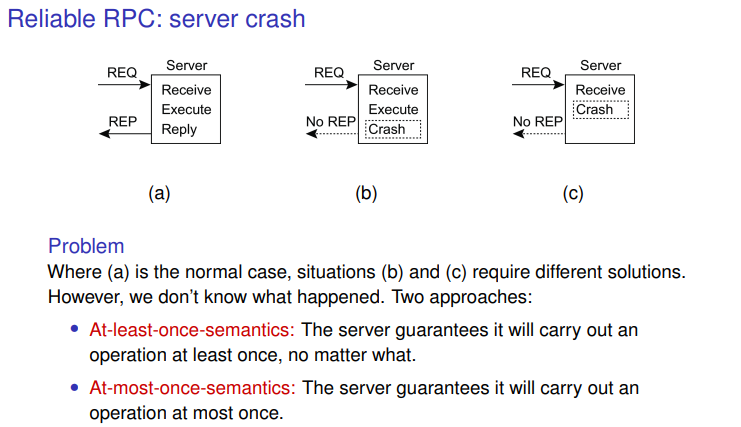 Reliable RPC: server crash
REQ
Server
Receive
Execute
REP
Reply
(a)
REQ
Server
Receive
Execute
No REP
Crash
(b)
REQ
Server
Receive
Crash
No REP
(c)
Problem
Where (a) is the normal case, situations (b) and (c) require different solutions.
However, we don't know what happened. Two approaches:
• At-least-once-semantics: The server guarantees it will carry out an
operation at least once, no matter what.
• At-most-once-semantics: The server guarantees it will carry out an
operation at most once.